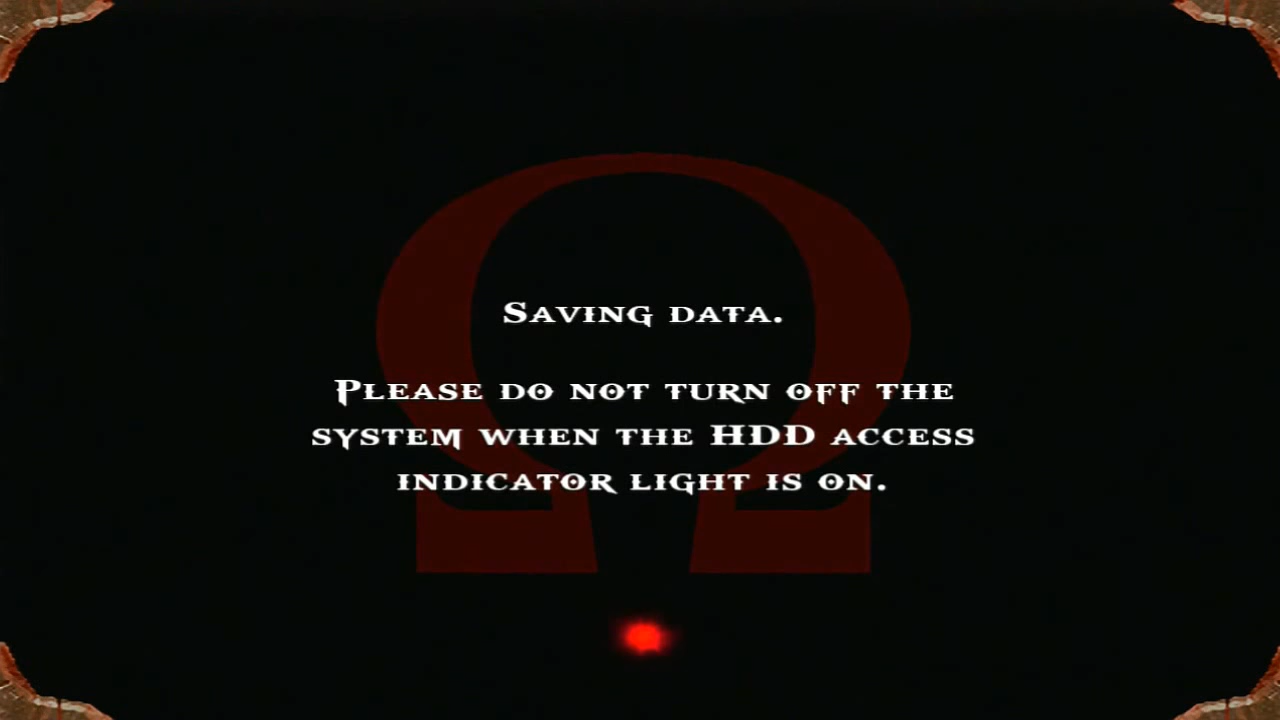 Saving data.
Please do not turn off the
system when the HDD access
indicator light is on.